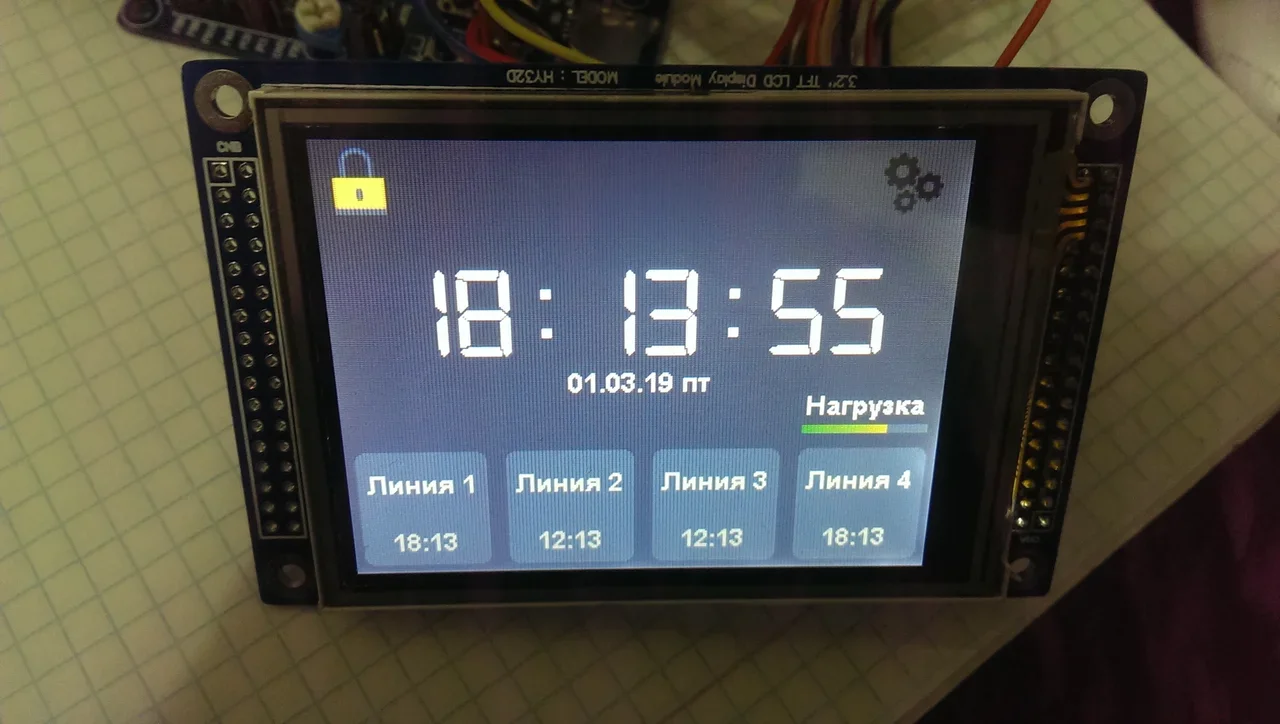 3.2'' TFT LCD Display Module MODEL : HY32D
CN3
18:13:55
01.03.19 пт
Нагрузка
Линия 1 Линия 2 Линия 3 Линия 4
18:13 12:13 12:13 18:13